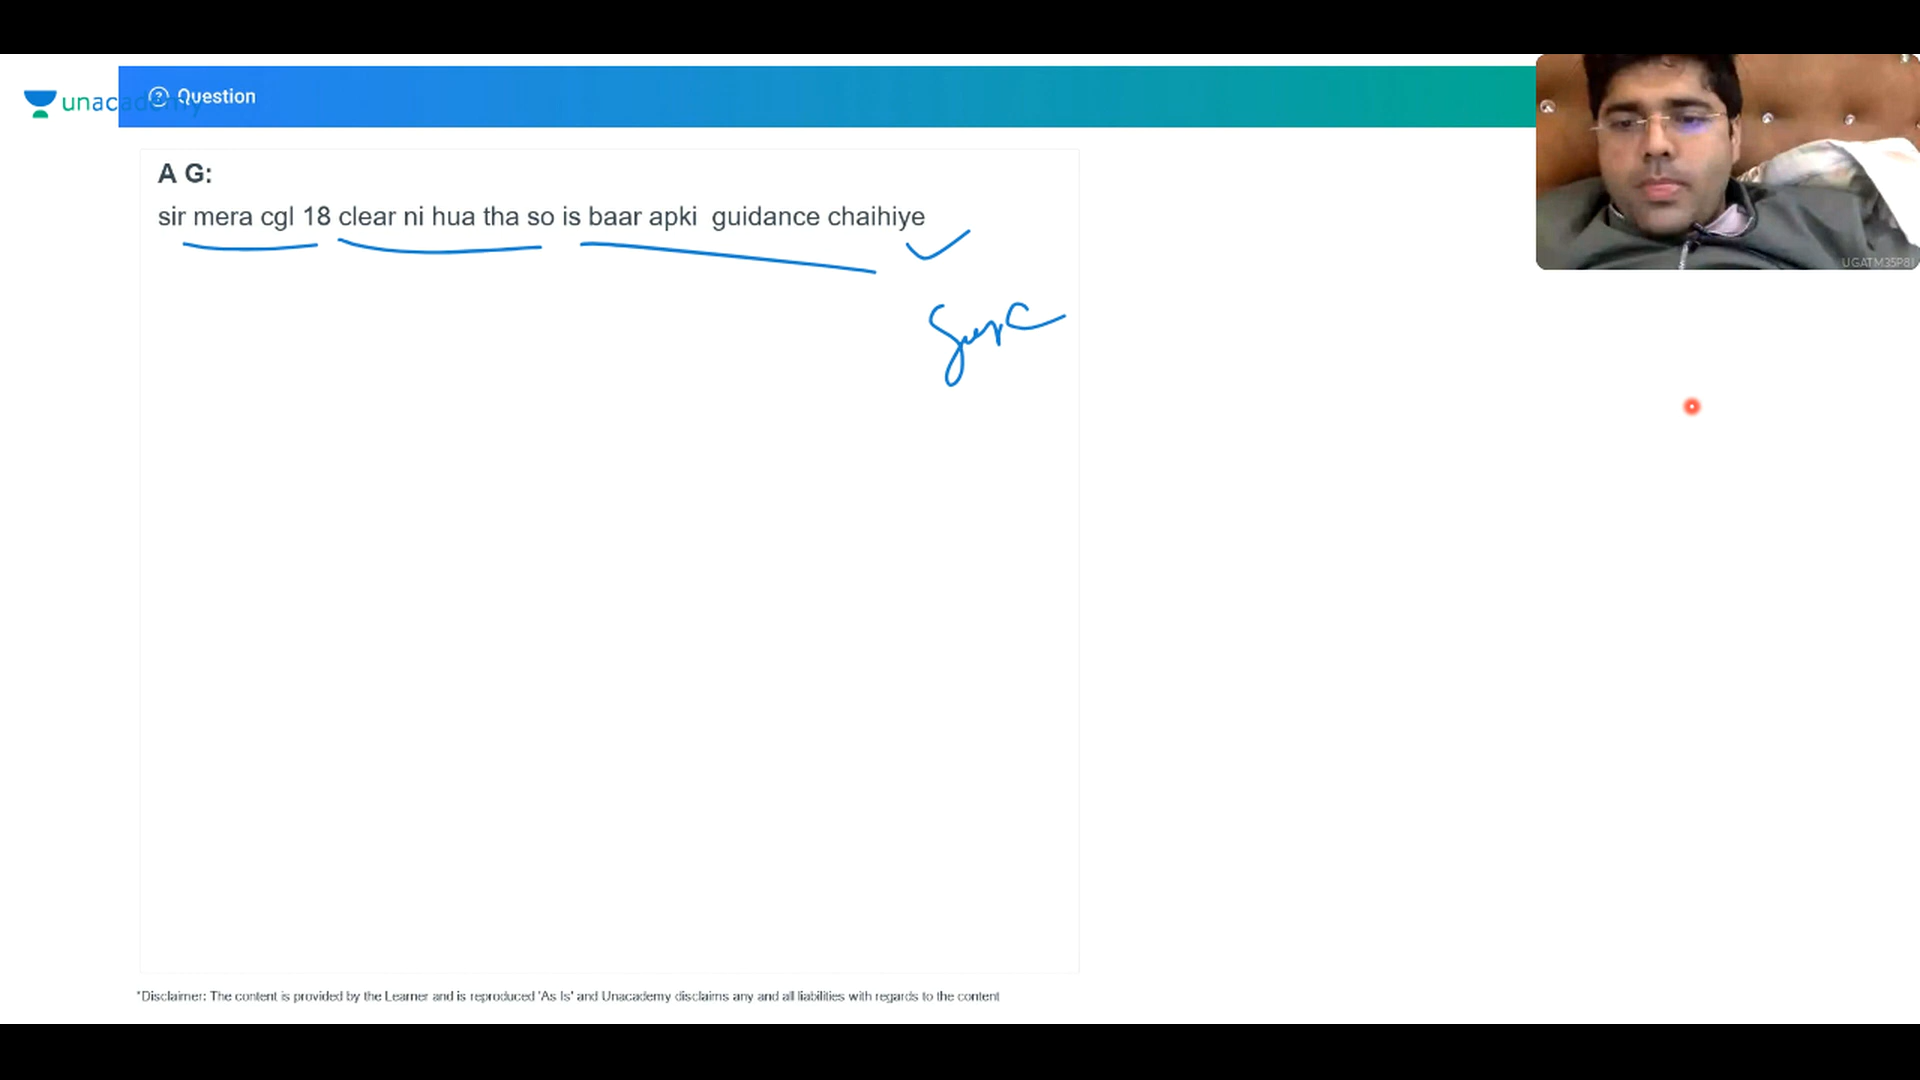 unacademy
Question
A G:
sir mera cgl 18 clear ni hua tha so is baar apki guidance chaihiye
UGATM35P8I
*Disclaimer: The content is provided by the Learner and is reproduced 'As Is' and Unacademy disclaims any and all liabilities with regards to the content